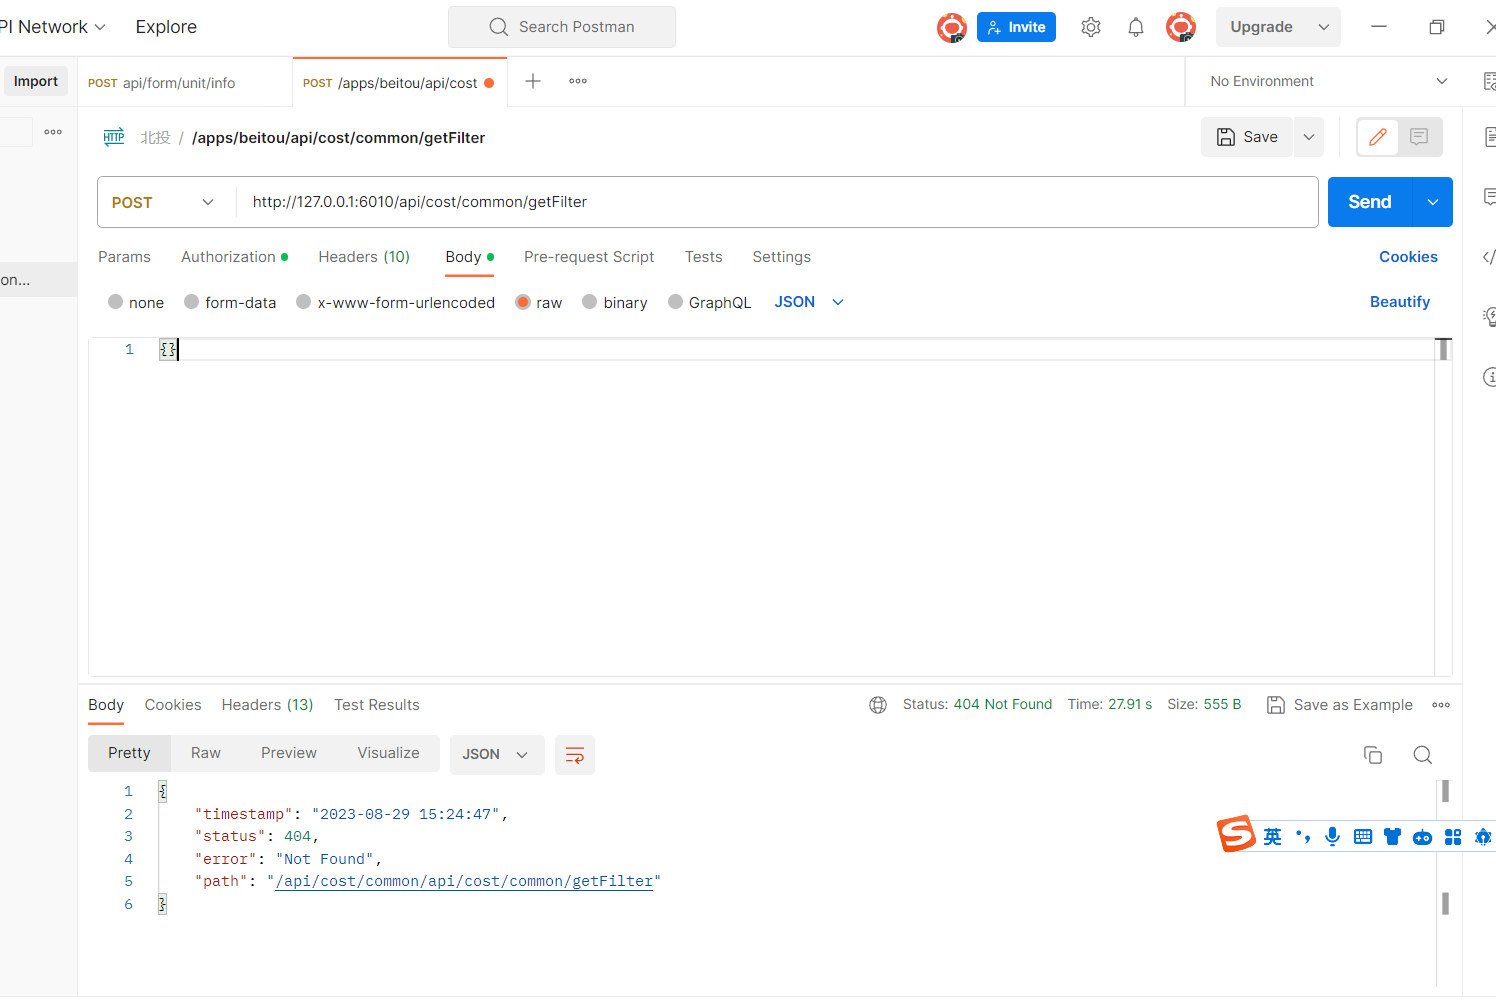 PI Network
Explore
Search Postman
Invite
Upgrade
Import
POST api/form/unit/info
POST /apps/beitou/api/cost
No Environment
HTTP 北投 / /apps/beitou/api/cost/common/getFilter
Save
POST
http://127.0.0.1:6010/api/cost/common/getFilter
Send
Params
Authorization
Headers (10)
Body
Pre-request Script
Tests
Settings
Cookies
on...
none
form-data
x-www-form-urlencoded
raw
binary
GraphQL
JSON
Beautify
1 {}
Body
Cookies
Headers (13)
Test Results
Status: 404 Not Found
Time: 27.91 s
Size: 555 B
Save as Example
Pretty
Raw
Preview
Visualize
JSON
1 {
2 "timestamp": "2023-08-29 15:24:47",
3 "status": 404,
4 "error": "Not Found",
5 "path": "/api/cost/common/api/cost/common/getFilter"
6 }
S 英